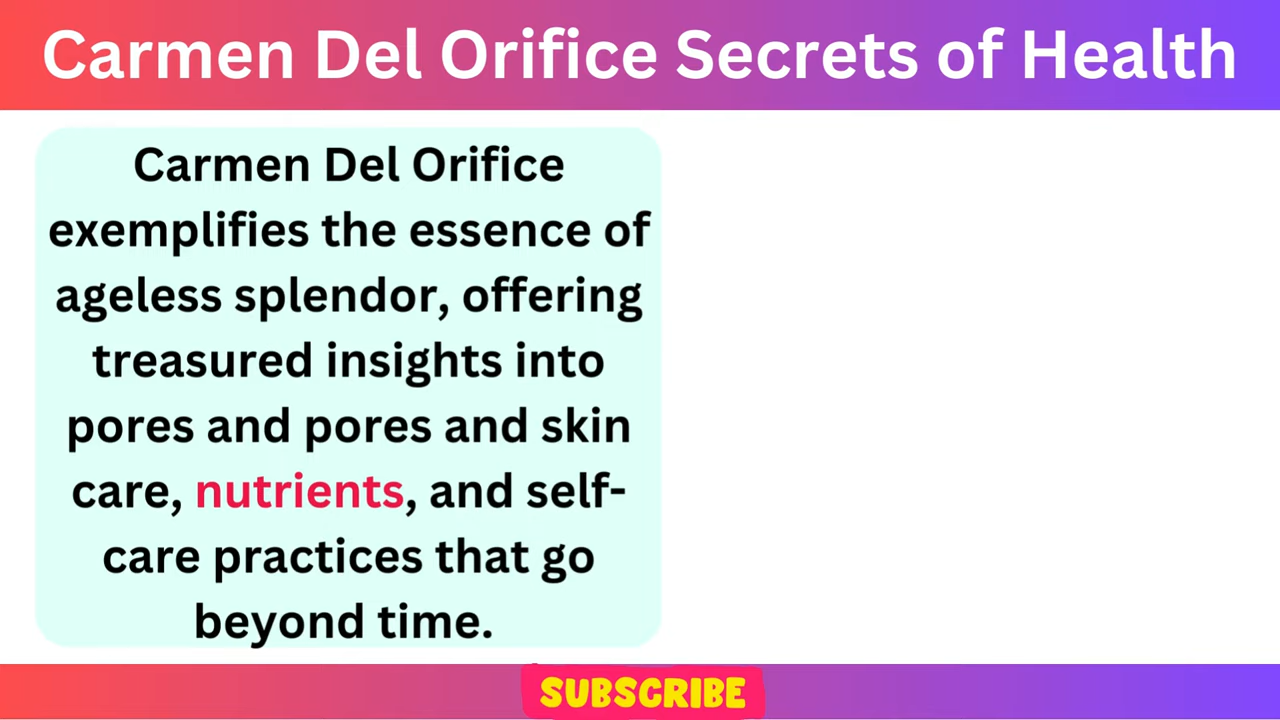 Carmen Del Orifice Secrets of Health
Carmen Del Orifice
exemplifies the essence of
ageless splendor, offering
treasured insights into
pores and pores and skin
care, nutrients, and self-
care practices that go
beyond time.
SUBSCRIBE